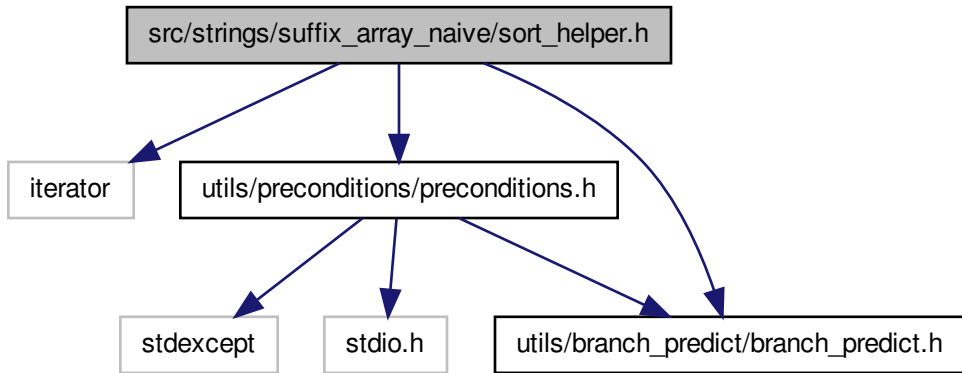 src/strings/suffix_array_naive/sort_helper.h
iterator
utils/preconditions/preconditions.h
stdexcept
stdio.h
utils/branch_predict/branch_predict.h